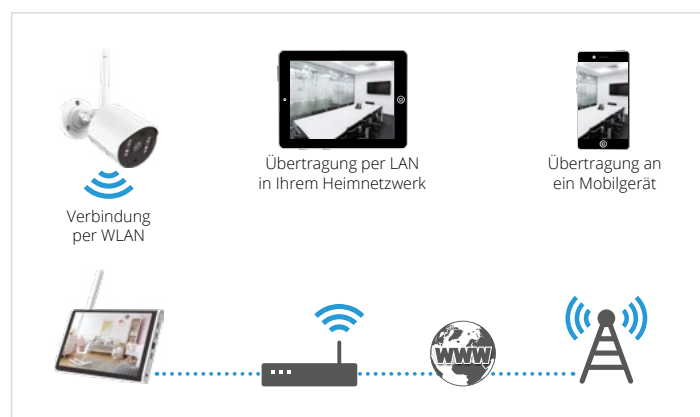 Übertragung per LAN
in Ihrem Heimnetzwerk
Übertragung an
ein Mobilgerät
Verbindung
per WLAN
WWW